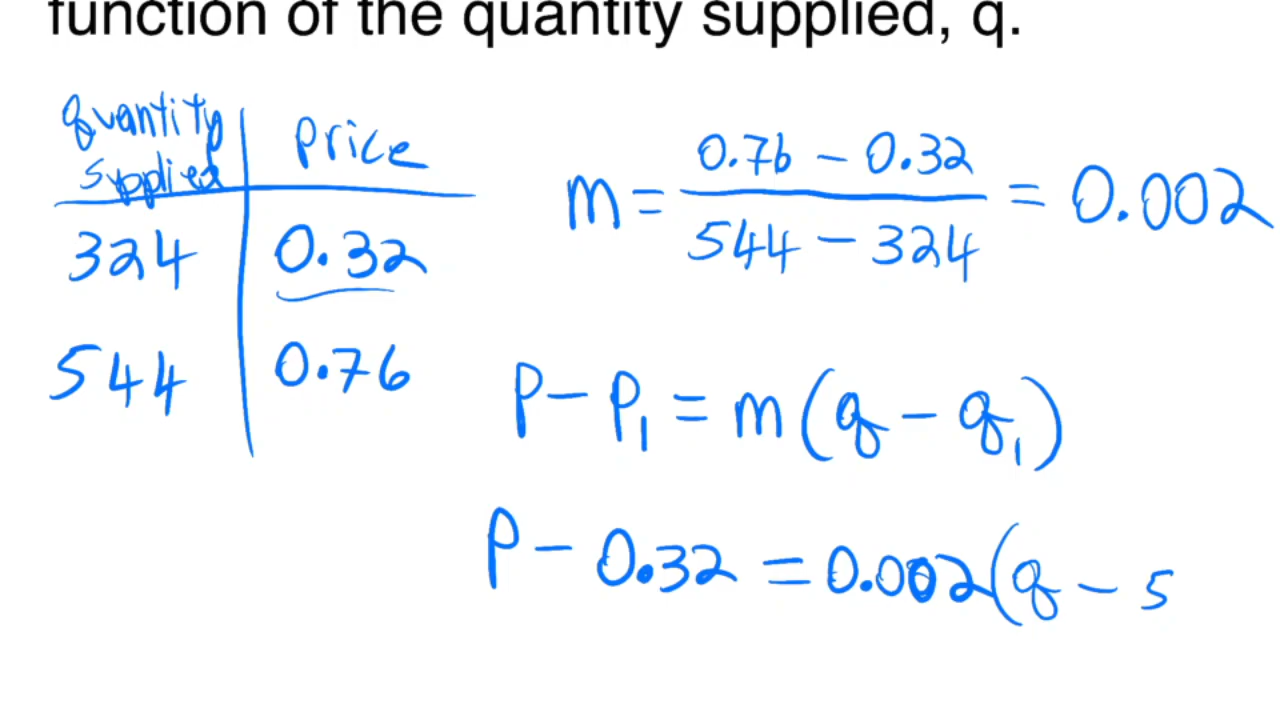 function of the quantity supplied, q.
quantity supplied | price
324 | 0.32
544 | 0.76
m = (0.76 - 0.32) / (544 - 324) = 0.002
P - P₁ = m(q - q₁)
P - 0.32 = 0.002(q - 5